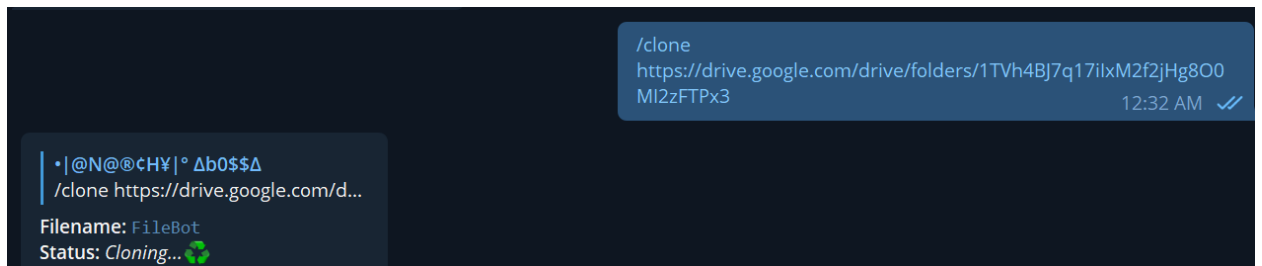 /clone
https://drive.google.com/drive/folders/1TVh4BJ7q17iIxM2f2jHg8O0
MI2zFTPx3
12:32 AM
•|@N@®¢H¥|° ∆b0$$∆
/clone https://drive.google.com/d...
Filename: FileBot
Status: Cloning...♻